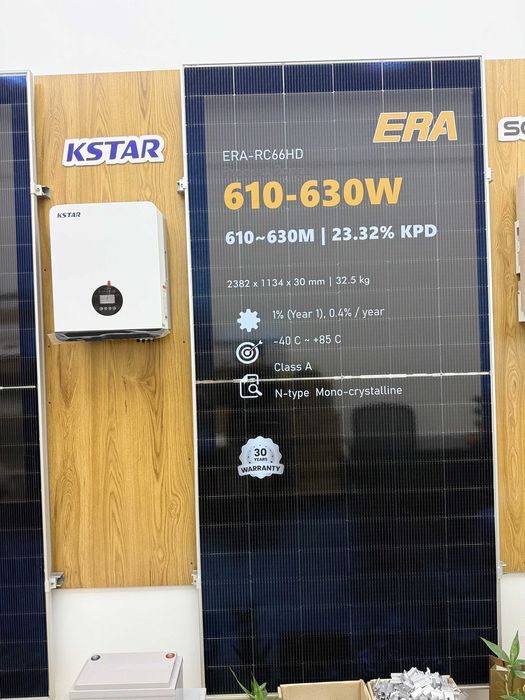 KSTAR
KSTAR
ERA
ERA-RC66HD
610-630W
610~630M | 23.32% KPD
2382 x 1134 x 30 mm | 32.5 kg
1% (Year 1), 0.4% / year
-40 C ~ +85 C
Class A
N-type Mono-crystalline
30
YEARS
WARRANTY